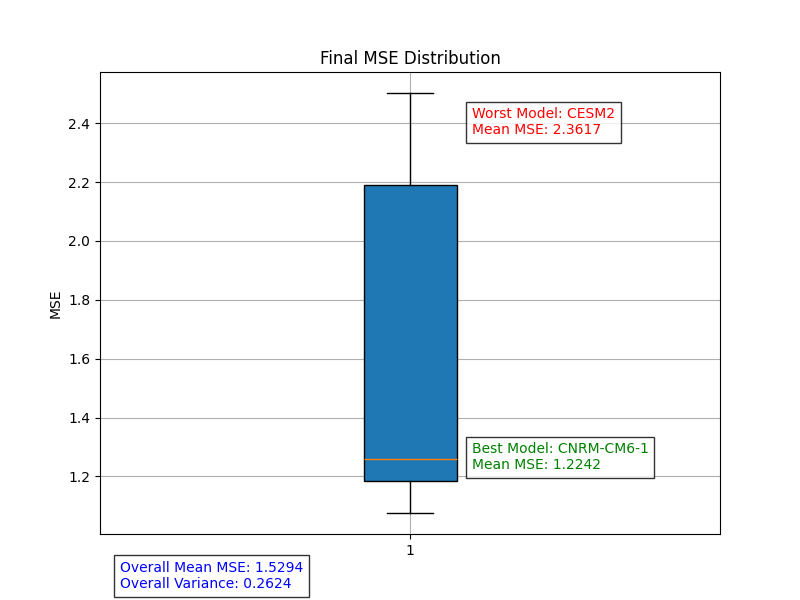 Final MSE Distribution
Worst Model: CESM2
Mean MSE: 2.3617
2.4
2.2
2.0
1.8
1.6
1.4
1.2
MSE
Best Model: CNRM-CM6-1
Mean MSE: 1.2242
1
Overall Mean MSE: 1.5294
Overall Variance: 0.2624